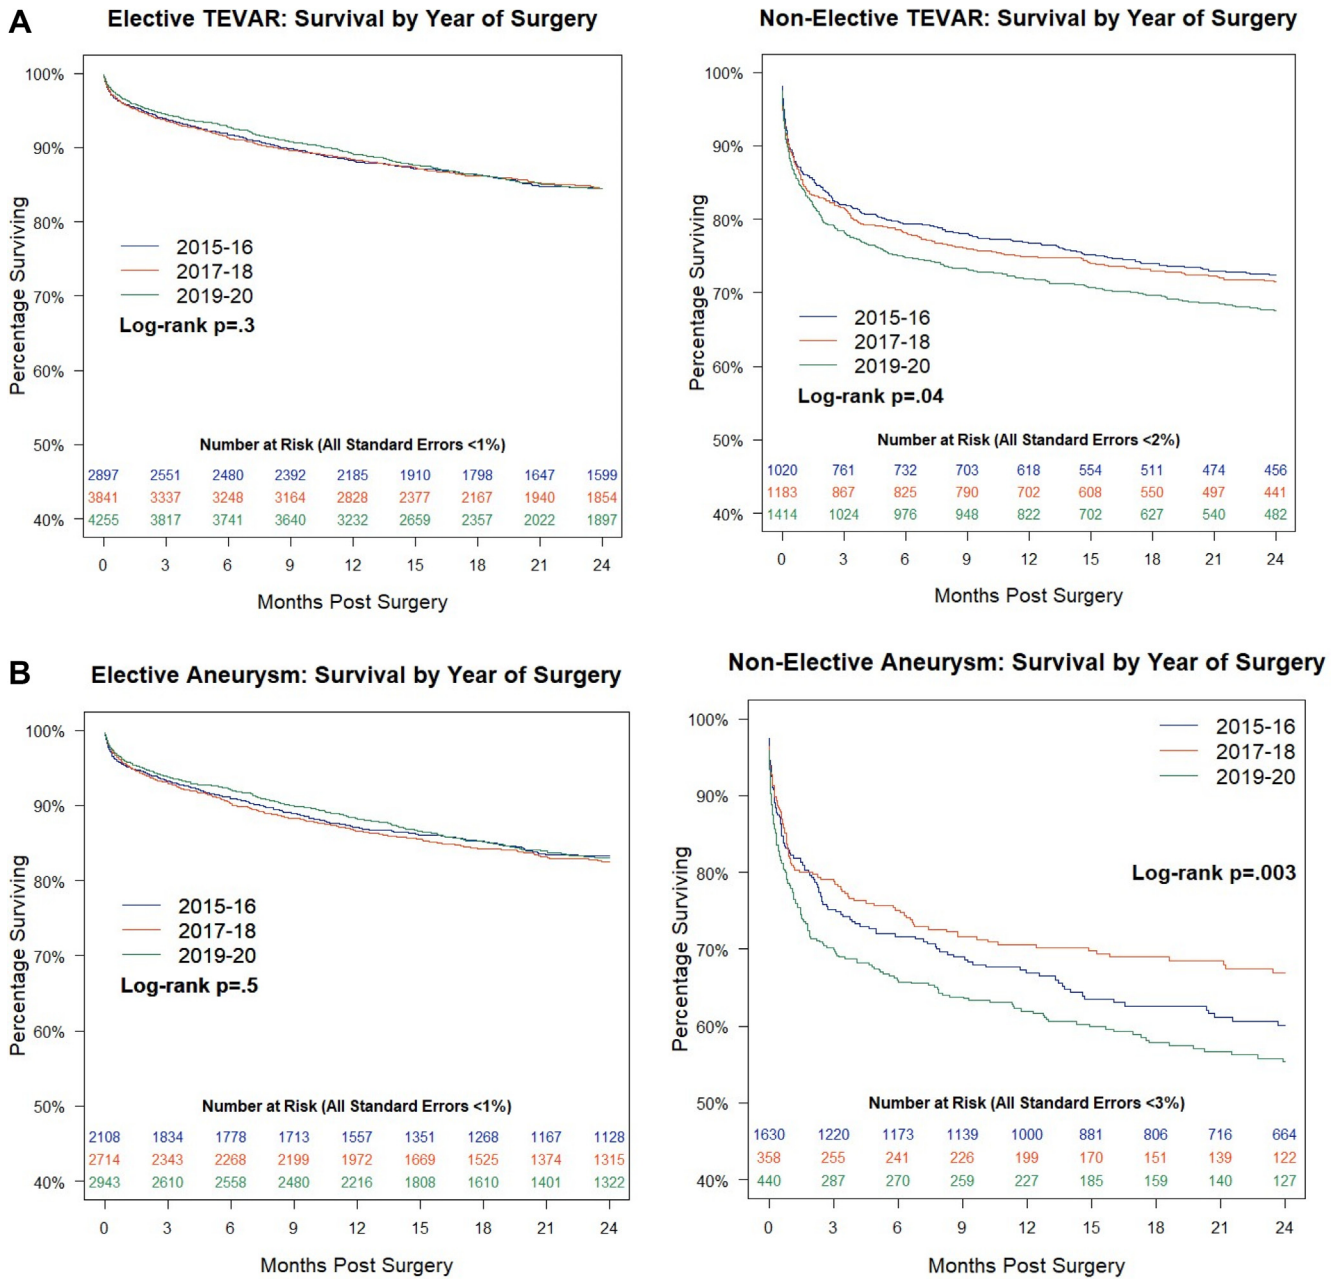 A
Elective TEVAR: Survival by Year of Surgery
Percentage Surviving
100%
90%
80%
70%
60%
50%
40%
2015-16
2017-18
2019-20
Log-rank p=.3
Number at Risk (All Standard Errors <1%)
2897 2551 2480 2392 2185 1910 1798 1647 1599
3841 3337 3248 3164 2828 2377 2167 1940 1854
4255 3817 3741 3640 3232 2659 2357 2022 1897
0 3 6 9 12 15 18 21 24
Months Post Surgery
Non-Elective TEVAR: Survival by Year of Surgery
Percentage Surviving
100%
90%
80%
70%
60%
50%
40%
2015-16
2017-18
2019-20
Log-rank p=.04
Number at Risk (All Standard Errors <2%)
1020 761 732 703 618 554 511 474 456
1183 867 825 790 702 608 550 497 441
1414 1024 976 948 822 702 627 540 482
0 3 6 9 12 15 18 21 24
Months Post Surgery
B
Elective Aneurysm: Survival by Year of Surgery
Percentage Surviving
100%
90%
80%
70%
60%
50%
40%
2015-16
2017-18
2019-20
Log-rank p=.5
Number at Risk (All Standard Errors <1%)
2108 1834 1778 1713 1557 1351 1268 1167 1128
2714 2343 2268 2199 1972 1669 1525 1374 1315
2943 2610 2558 2480 2216 1808 1610 1401 1322
0 3 6 9 12 15 18 21 24
Months Post Surgery
Non-Elective Aneurysm: Survival by Year of Surgery
Percentage Surviving
100%
90%
80%
70%
60%
50%
40%
2015-16
2017-18
2019-20
Log-rank p=.003
Number at Risk (All Standard Errors <3%)
1630 1220 1173 1139 1000 881 806 716 664
358 255 241 226 199 170 151 139 122
440 287 270 259 227 185 159 140 127
0 3 6 9 12 15 18 21 24
Months Post Surgery